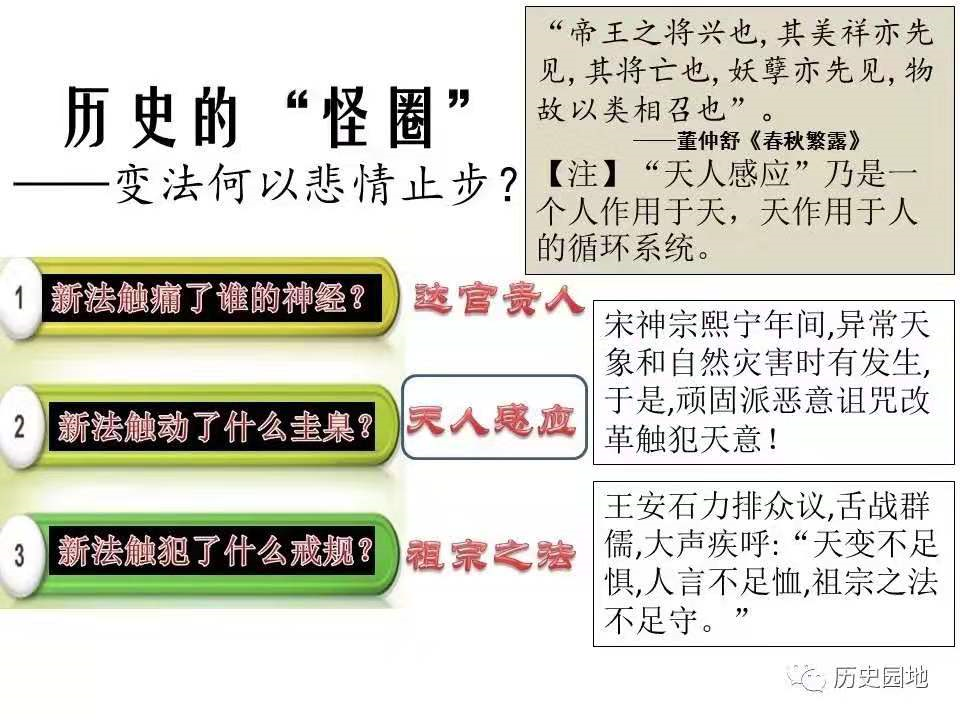 历史的“怪圈”
——变法何以悲情止步？
“帝王之将兴也,其美祥亦先
见,其将亡也,妖孽亦先见,物
故以类相召也”。
——董仲舒《春秋繁露》
【注】“天人感应”乃是一
个人作用于天，天作用于人
的循环系统。
1 新法触痛了谁的神经？ 达官贵人
2 新法触动了什么圭臬？ 天人感应
3 新法触犯了什么戒规？ 祖宗之法
宋神宗熙宁年间,异常天
象和自然灾害时有发生,
于是,顽固派恶意诅咒改
革触犯天意！
王安石力排众议,舌战群
儒,大声疾呼:“天变不足
惧,人言不足恤,祖宗之法
不足守。”
历史园地